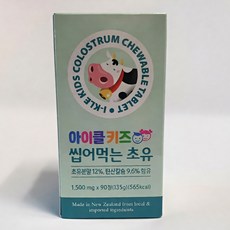 I-KLE KIDS COLOSTRUM CHEWABLE TABLET
아이클 키즈
씹어먹는 초유
초유분말 12%, 탄산칼슘 9.6% 함유
1,500 mg x 90정(135g)(565kcal)
Made in New Zealand from local &
imported ingredients